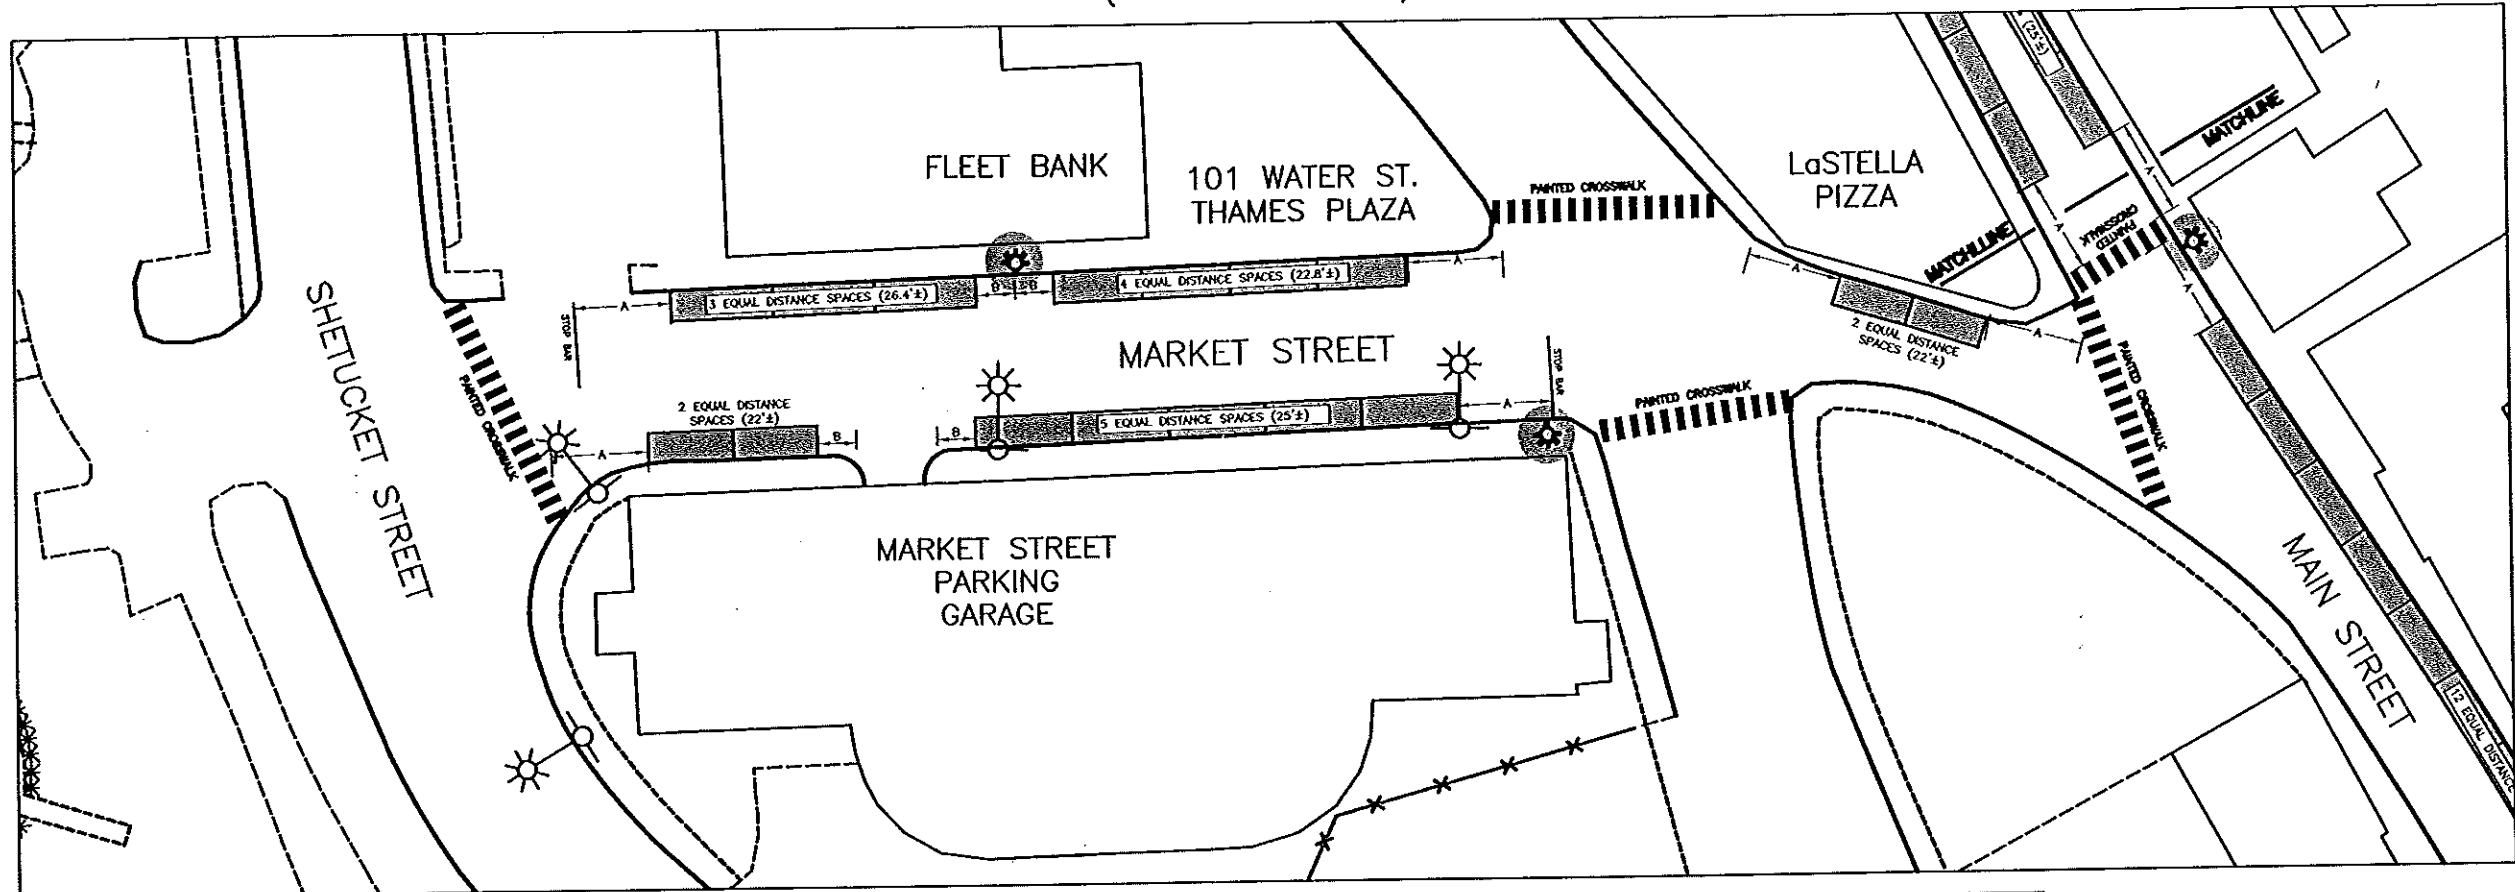 (25'±)
MATCHLINE
FLEET BANK
101 WATER ST.
THAMES PLAZA
PAINTED CROSSWALK
LaSTELLA
PIZZA
A
A
PAINTED
CROSSWALK
MATCHLLINE
SHETUCKET STREET
STOP BAR
A
3 EQUAL DISTANCE SPACES (26.4'±)
B
B
4 EQUAL DISTANCE SPACES (22.8'±)
A
A
2 EQUAL DISTANCE
SPACES (22'±)
A
A
MARKET STREET
STOP BAR
PAINTED CROSSWALK
PAINTED CROSSWALK
PAINTED CROSSWALK
2 EQUAL DISTANCE
SPACES (22'±)
A
B
B
5 EQUAL DISTANCE SPACES (25'±)
A
MARKET STREET
PARKING
GARAGE
MAIN STREET
12 EQUAL DISTANCE